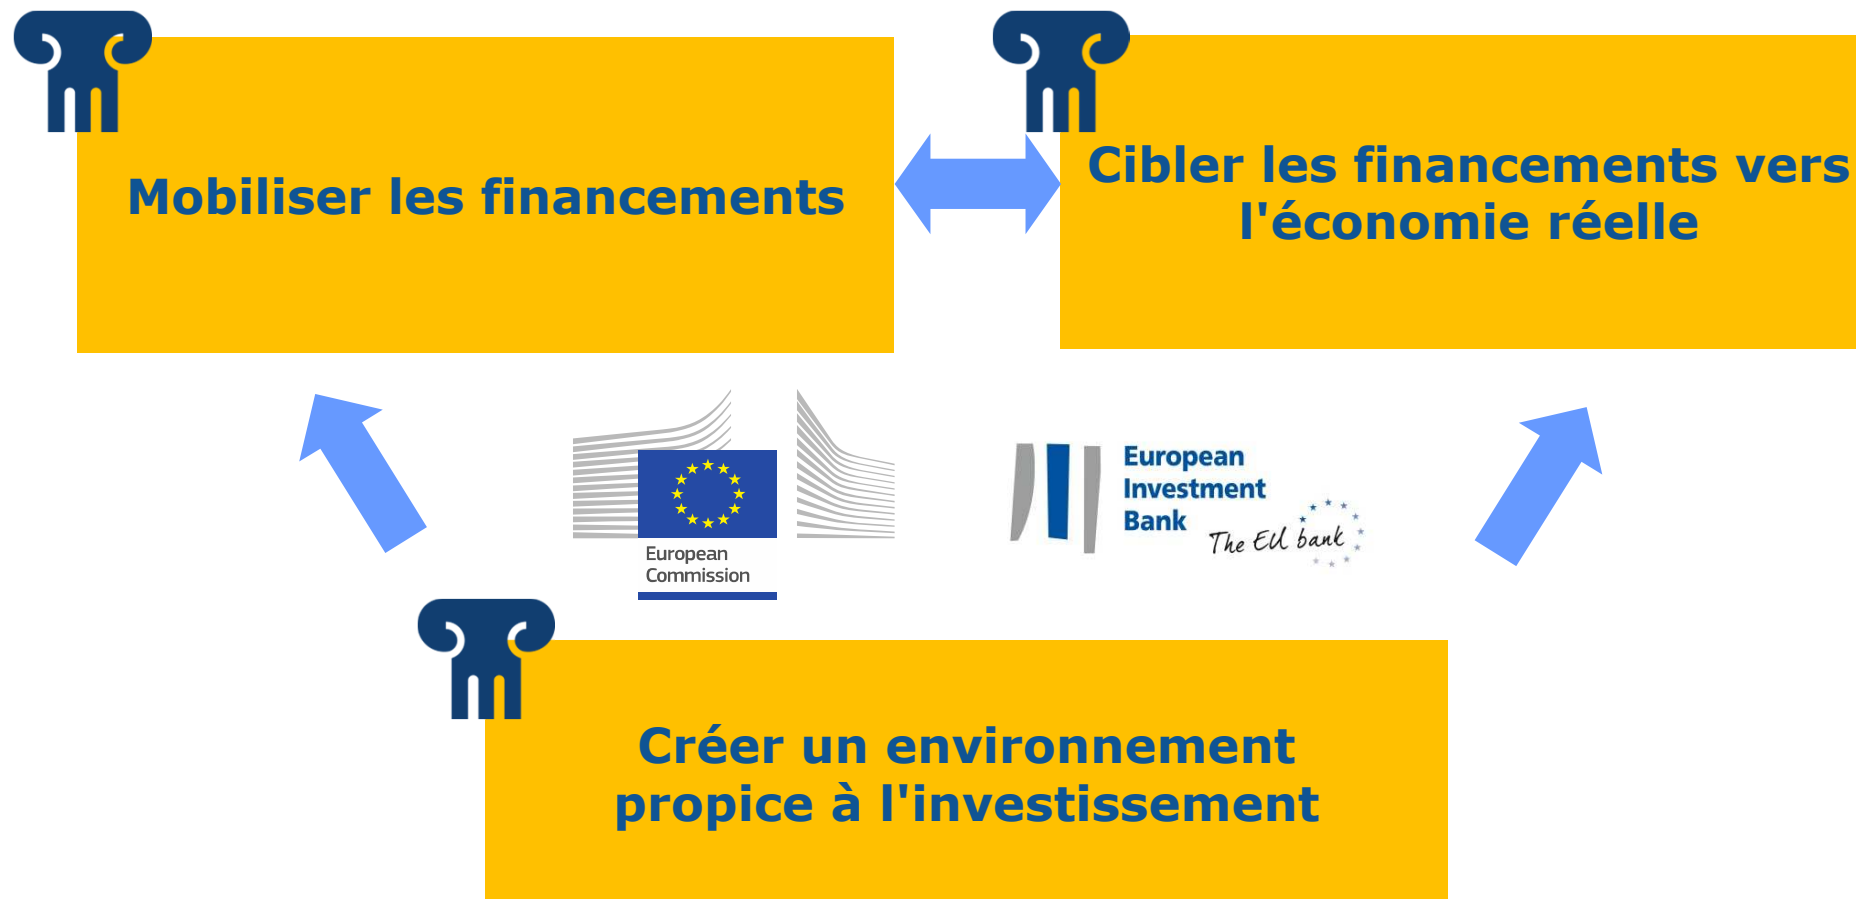 Mobiliser les financements
Cibler les financements vers
l'économie réelle
European
Commission
European
Investment
Bank
The EU bank
Créer un environnement
propice à l'investissement